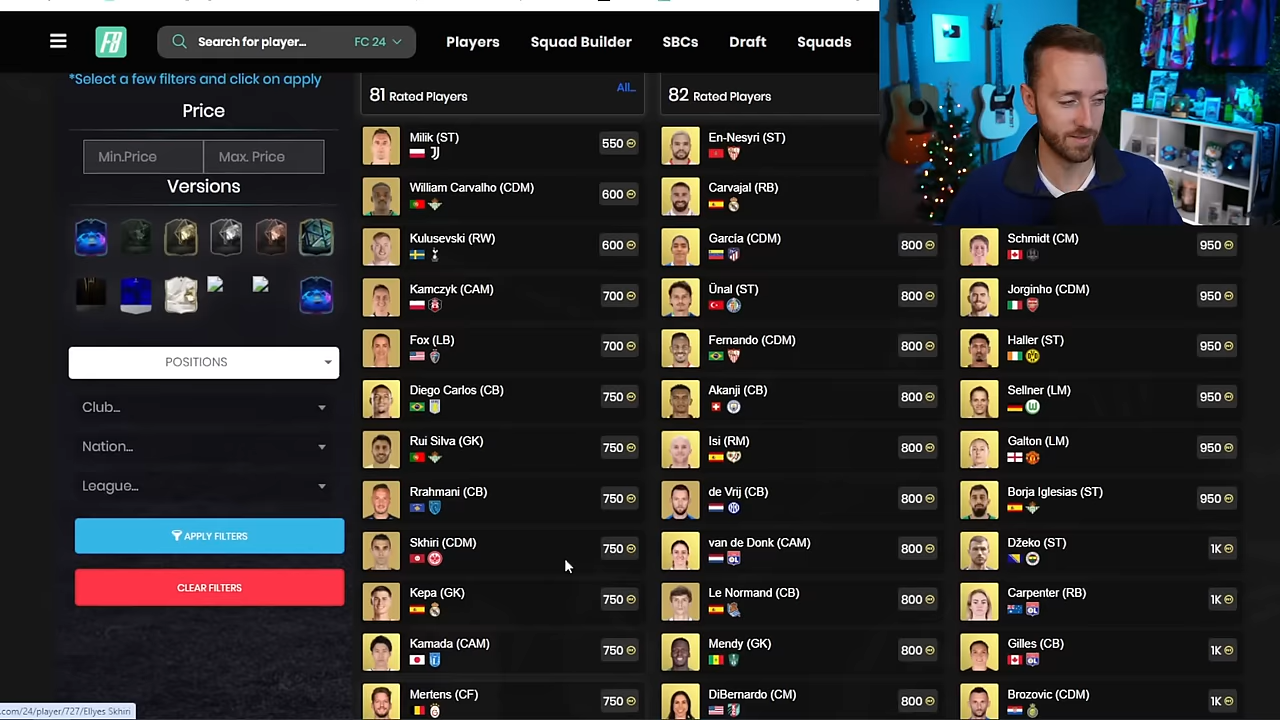 FB
Search for player...
FC 24
Players
Squad Builder
SBCs
Draft
Squads
*Select a few filters and click on apply
Price
Min.Price
Max. Price
Versions
POSITIONS
Club...
Nation...
League...
APPLY FILTERS
CLEAR FILTERS
.com/24/player/727/Ellyes Skhiri
81 Rated Players
All...
Milik (ST)
550
William Carvalho (CDM)
600
Kulusevski (RW)
600
Kamczyk (CAM)
700
Fox (LB)
700
Diego Carlos (CB)
750
Rui Silva (GK)
750
Rrahmani (CB)
750
Skhiri (CDM)
750
Kepa (GK)
750
Kamada (CAM)
750
Mertens (CF)
750
82 Rated Players
En-Nesyri (ST)
Carvajal (RB)
García (CDM)
800
Ünal (ST)
800
Fernando (CDM)
800
Akanji (CB)
800
Isi (RM)
800
de Vrij (CB)
800
van de Donk (CAM)
800
Le Normand (CB)
800
Mendy (GK)
800
DiBernardo (CM)
800
Schmidt (CM)
950
Jorginho (CDM)
950
Haller (ST)
950
Sellner (LM)
950
Galton (LM)
950
Borja Iglesias (ST)
950
Džeko (ST)
1K
Carpenter (RB)
1K
Gilles (CB)
1K
Brozovic (CDM)
1K